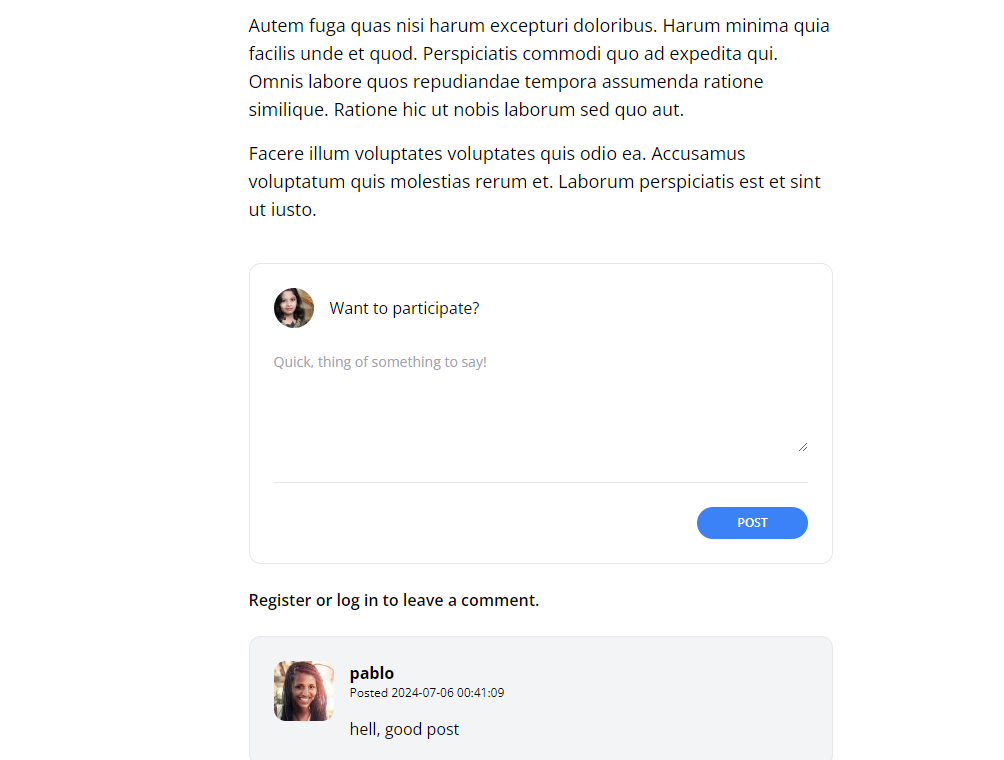 Autem fuga quas nisi harum excepturi doloribus. Harum minima quia
facilis unde et quod. Perspiciatis commodi quo ad expedita qui.
Omnis labore quos repudiandae tempora assumenda ratione
similique. Ratione hic ut nobis laborum sed quo aut.
Facere illum voluptates voluptates quis odio ea. Accusamus
voluptatum quis molestias rerum et. Laborum perspiciatis est et sint
ut iusto.
Want to participate?
Quick, thing of something to say!
POST
Register or log in to leave a comment.
pablo
Posted 2024-07-06 00:41:09
hell, good post